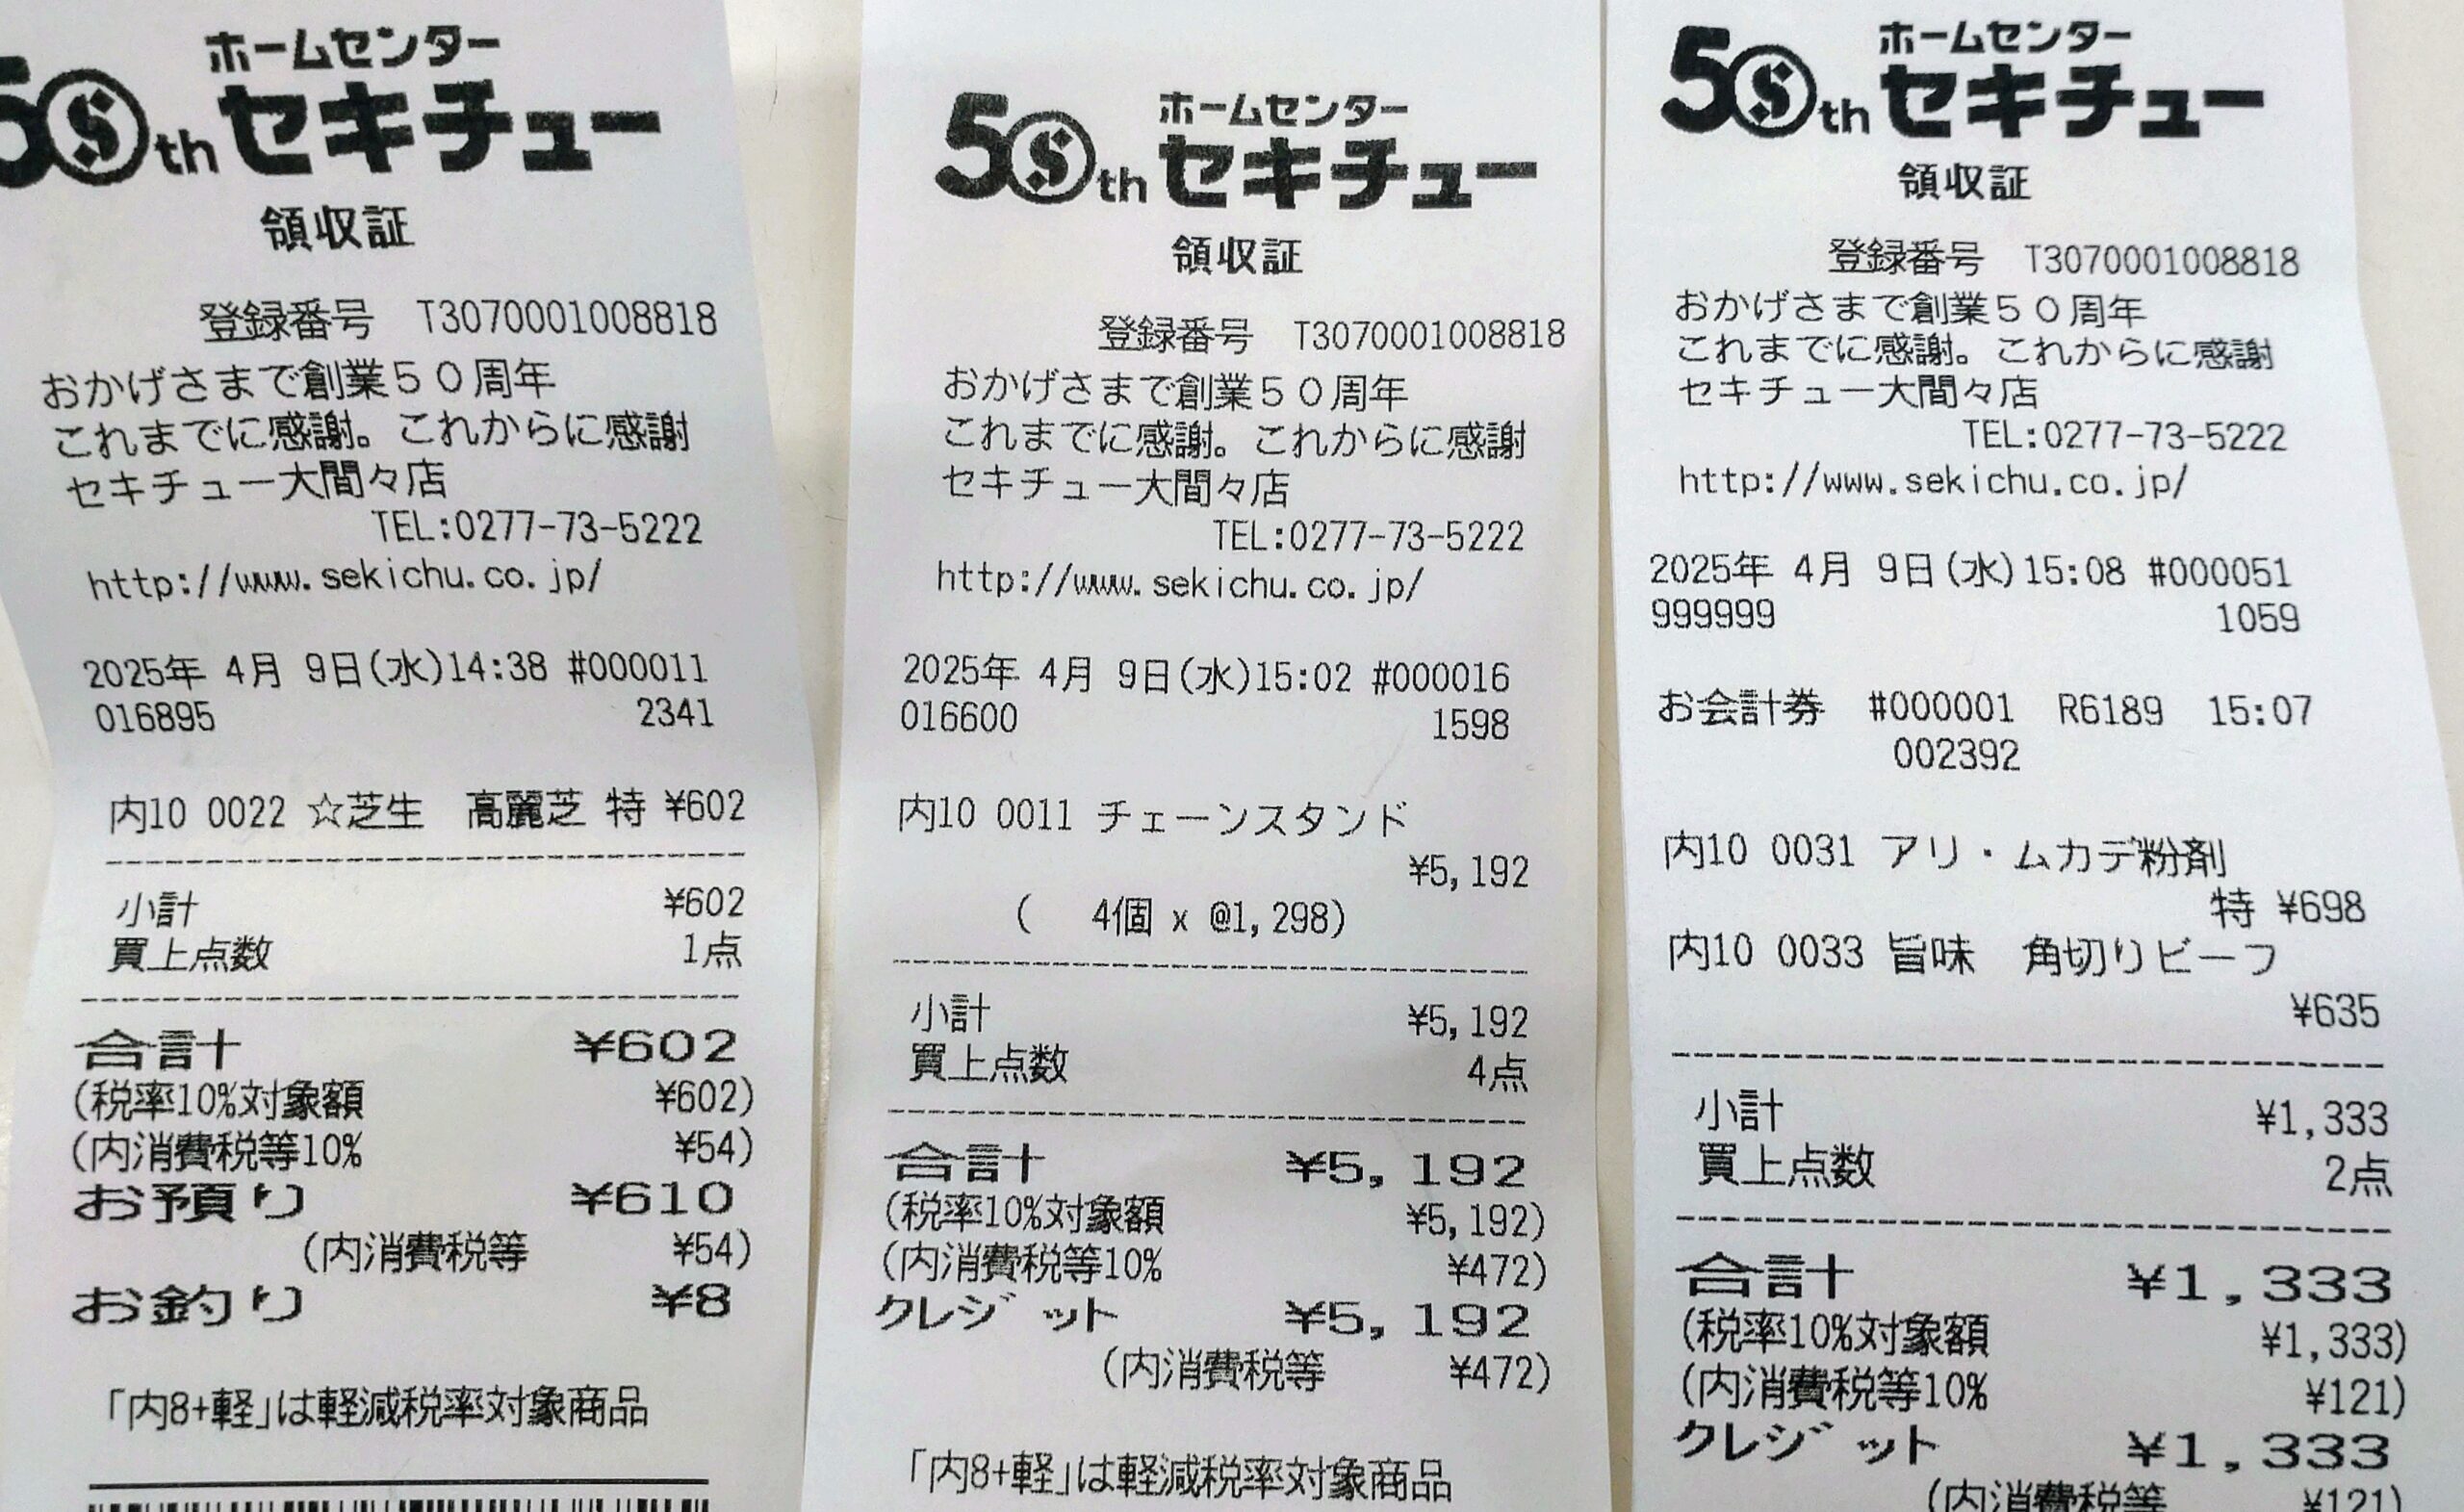 ホームセンター
50th セキチュー
領収証
登録番号 T3070001008818
おかげさまで創業50周年
これまでに感謝。これからに感謝
セキチュー大間々店
TEL:0277-73-5222
http://www.sekichu.co.jp/
2025年 4月 9日(水)14:38 #000011
016895 2341
内10 0022 ☆芝生 高麗芝 特 ¥602
小計 ¥602
買上点数 1点
合計 ¥602
(税率10%対象額 ¥602)
(内消費税等10% ¥54)
お預り ¥610
(内消費税等 ¥54)
お釣り ¥8
「内8+軽」は軽減税率対象商品
ホームセンター
50th セキチュー
領収証
登録番号 T3070001008818
おかげさまで創業50周年
これまでに感謝。これからに感謝
セキチュー大間々店
TEL:0277-73-5222
http://www.sekichu.co.jp/
2025年 4月 9日(水)15:02 #000016
016600 1598
内10 0011 チェーンスタンド
¥5,192
( 4個 x @1,298)
小計 ¥5,192
買上点数 4点
合計 ¥5,192
(税率10%対象額 ¥5,192)
(内消費税等10% ¥472)
クレジット ¥5,192
(内消費税等 ¥472)
「内8+軽」は軽減税率対象商品
ホームセンター
50th セキチュー
領収証
登録番号 T3070001008818
おかげさまで創業50周年
これまでに感謝。これからに感謝
セキチュー大間々店
TEL:0277-73-5222
http://www.sekichu.co.jp/
2025年 4月 9日(水)15:08 #000051
999999 1059
お会計券 #000001 R6189 15:07
002392
内10 0031 アリ・ムカデ粉剤
特 ¥698
内10 0033 旨味 角切りビーフ
¥635
小計 ¥1,333
買上点数 2点
合計 ¥1,333
(税率10%対象額 ¥1,333)
(内消費税等10% ¥121)
クレジット ¥1,333
(内消費税等 ¥121)